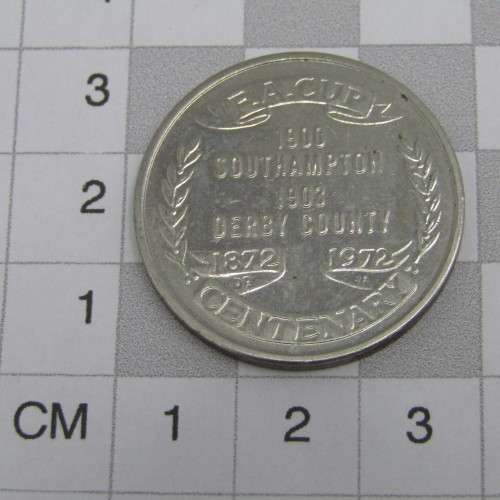 F.A.CUP
1900
SOUTHAMPTON
1903
DERBY COUNTY
1872 1972
CENTENARY
3
2
1
CM 1 2 3